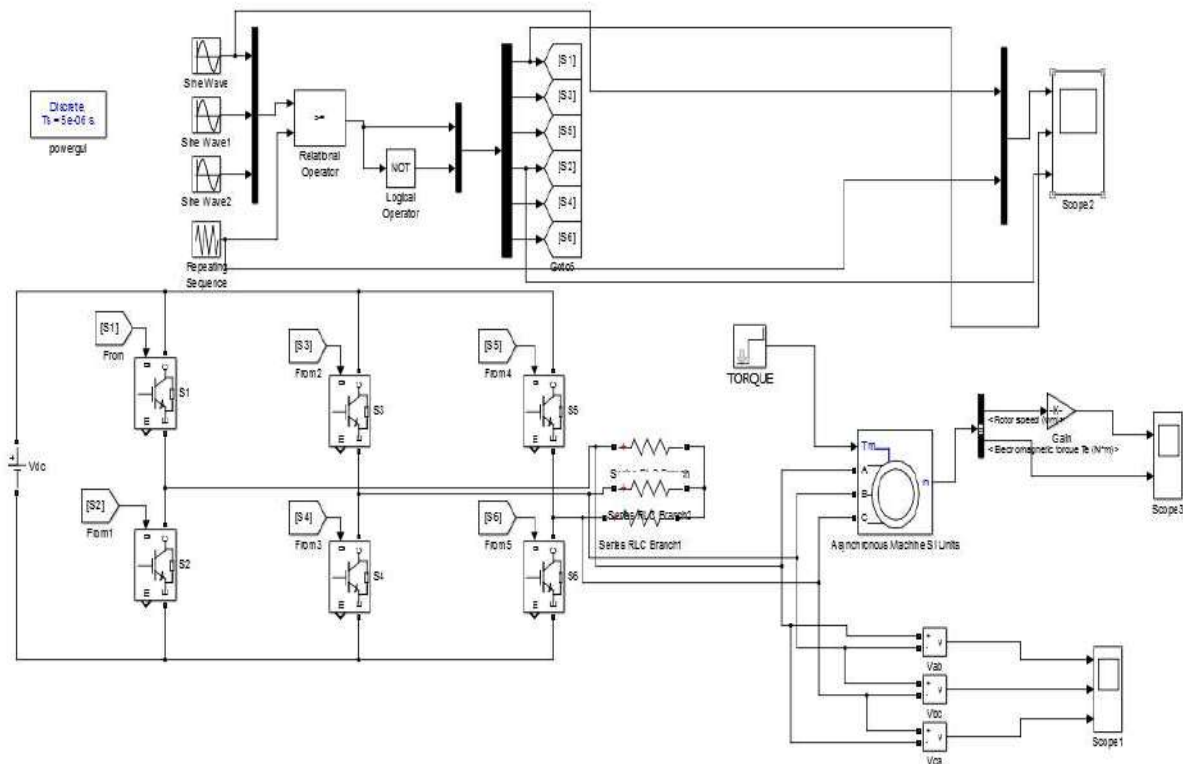 Sine Wave
Discrete,
Ts = 5e-06 s.
powergui
Sine Wave1
Sine Wave2
Repeating
Sequence
>=
Relational
Operator
NOT
Logical
Operator
[S1]
[S3]
[S5]
[S2]
[S4]
[S6]
Goto5
Scope2
[S1]
From
[S3]
From2
[S5]
From4
g
C
E
m
S1
g
C
E
m
S3
g
C
E
m
S5
Vdc
+
[S2]
From1
[S4]
From3
[S6]
From5
g
C
E
m
S2
g
C
E
m
S4
g
C
E
m
S6
Series RLC Branch2
Series RLC Branch1
TORQUE
Tm
A
B
C
m
Asynchronous Machine SI Units
<Rotor speed (wm)>
-K-
Gain
<Electromagnetic torque Te (N*m)>
Scope3
+
-
v
Vab
+
-
v
Vbc
+
-
v
Vca
Scope1